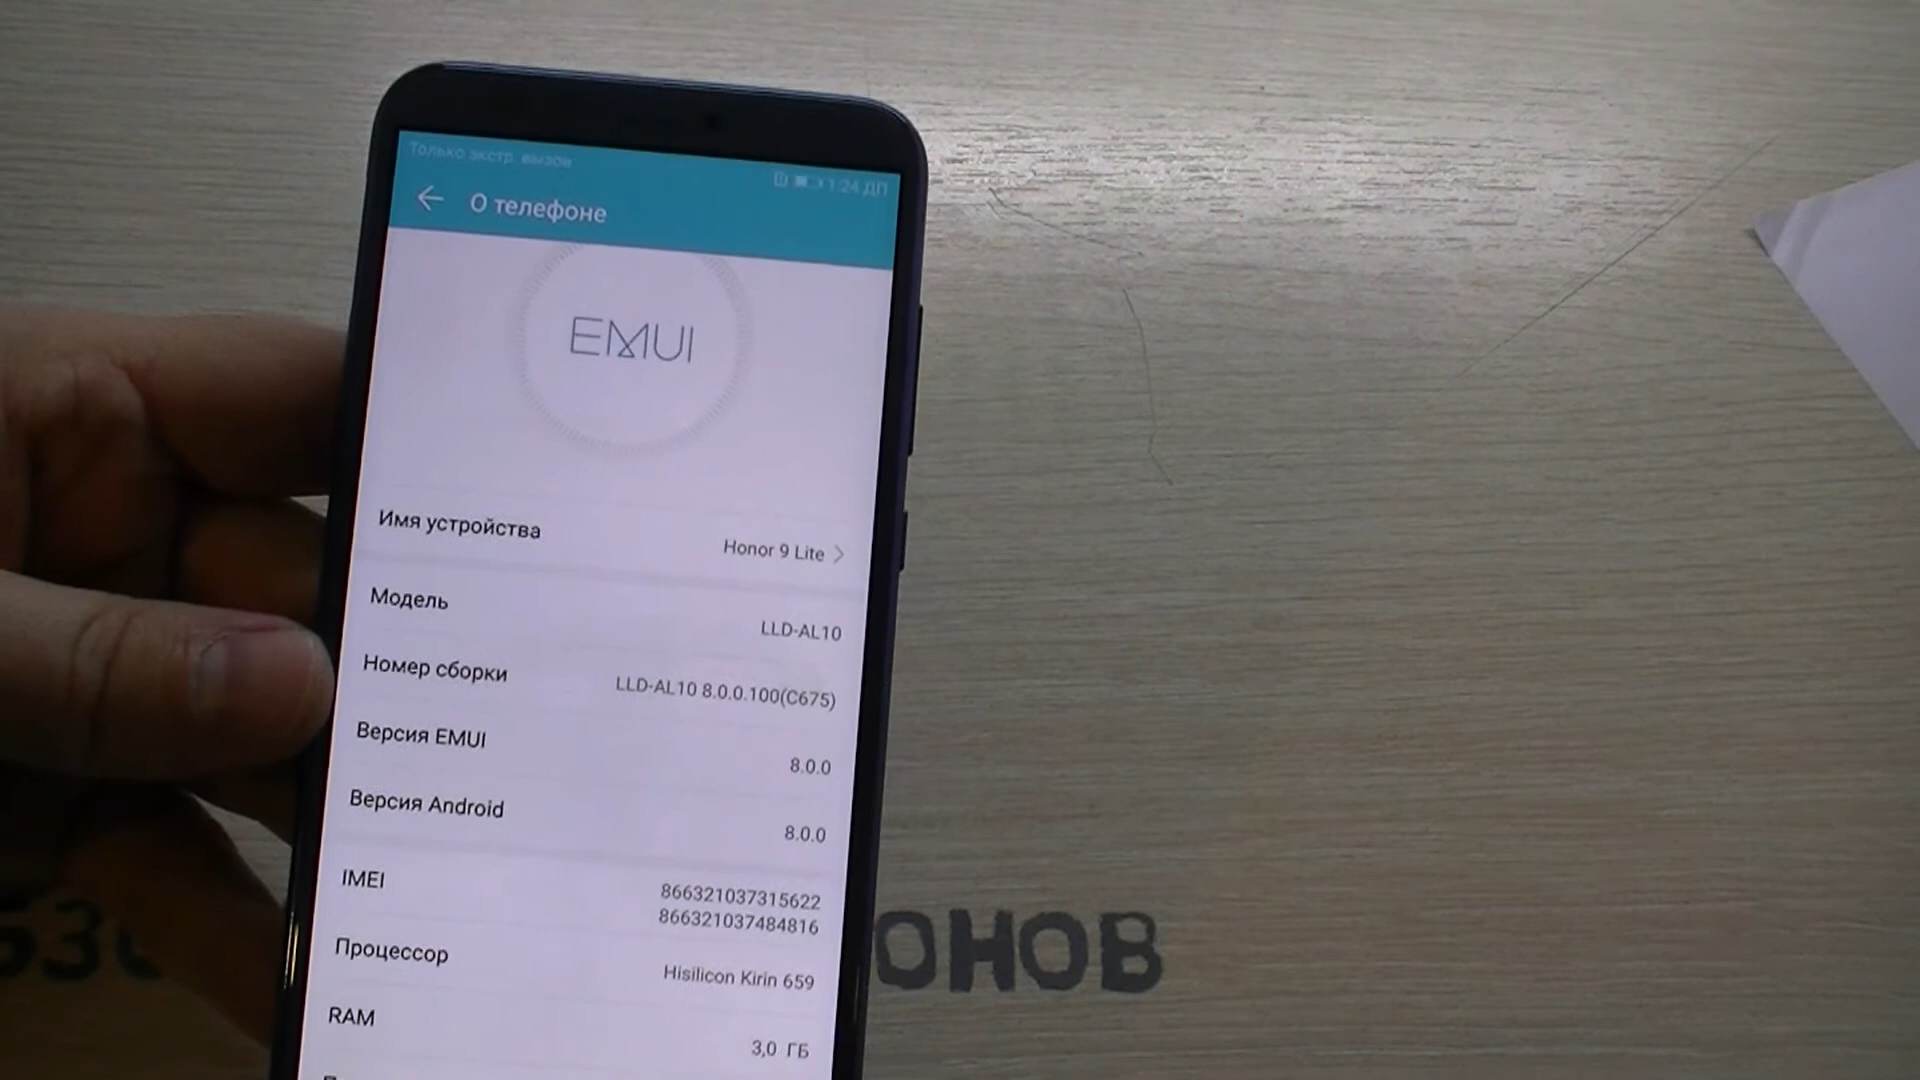 Только экстр. вызов
1:24 ДП
О телефоне
EMUI
Имя устройства
Honor 9 Lite
Модель
LLD-AL10
Номер сборки
LLD-AL10 8.0.0.100(C675)
Версия EMUI
8.0.0
Версия Android
8.0.0
IMEI
866321037315622
866321037484816
Процессор
Hisilicon Kirin 659
RAM
3,0 ГБ